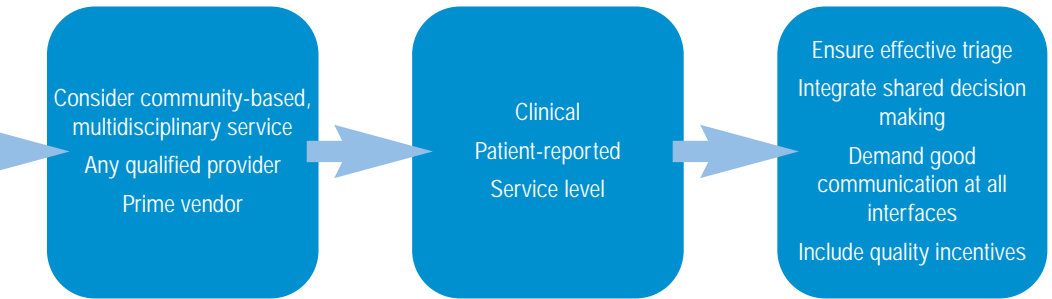 Consider community-based,
multidisciplinary service
Any qualified provider
Prime vendor
Clinical
Patient-reported
Service level
Ensure effective triage
Integrate shared decision
making
Demand good
communication at all
interfaces
Include quality incentives